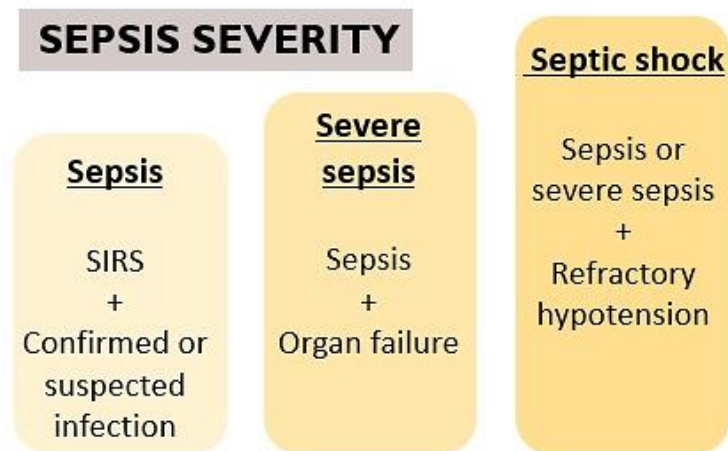 SEPSIS SEVERITY
Sepsis
SIRS
+
Confirmed or
suspected
infection
Severe
sepsis
Sepsis
+
Organ failure
Septic shock
Sepsis or
severe sepsis
+
Refractory
hypotension